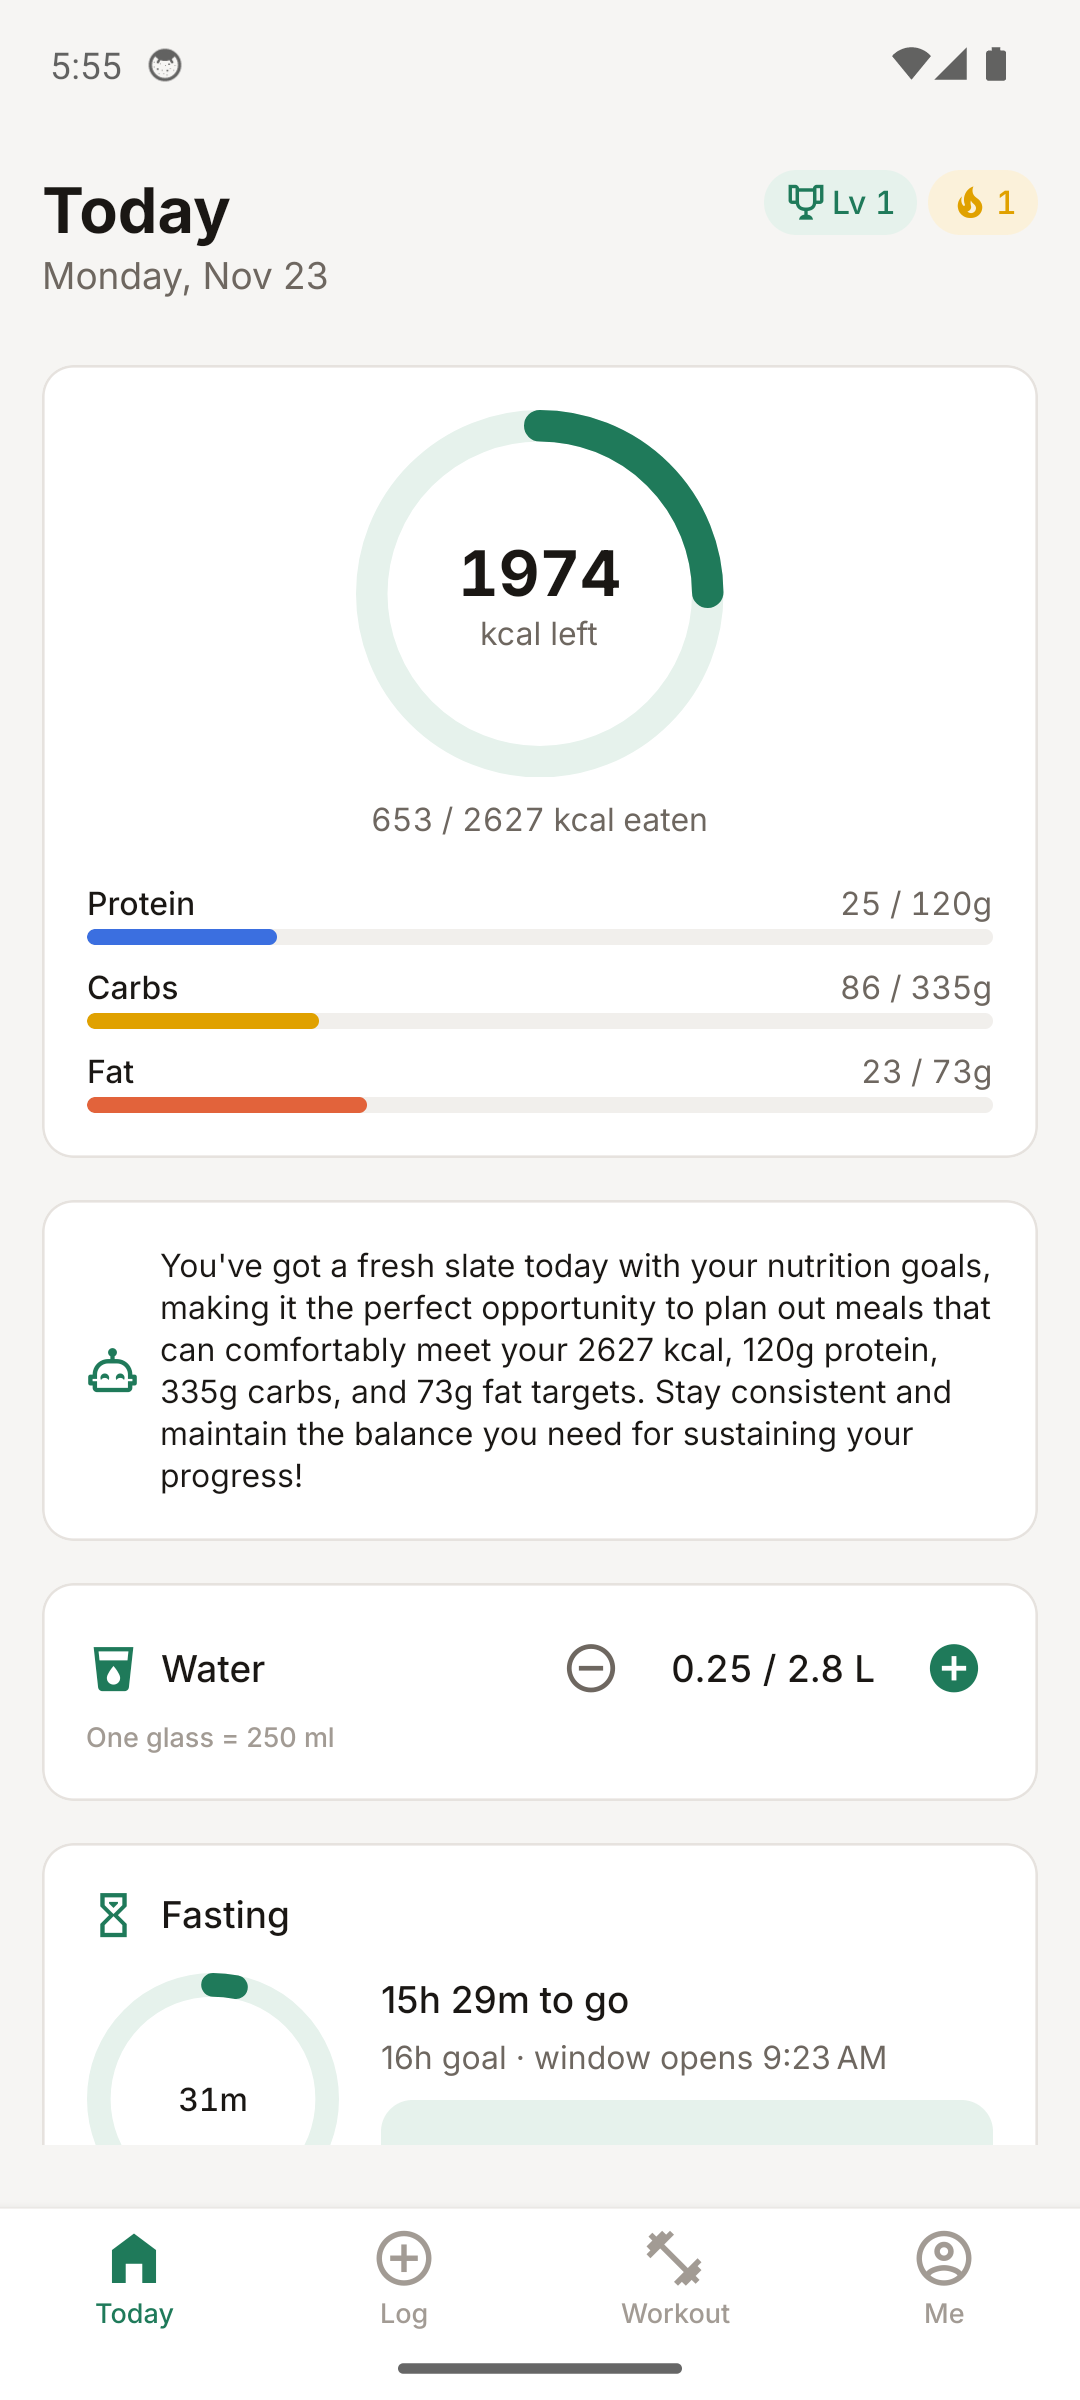 5:55
Today
Lv 1
1
Monday, Nov 23
1974
kcal left
653 / 2627 kcal eaten
Protein
25 / 120g
Carbs
86 / 335g
Fat
23 / 73g
You've got a fresh slate today with your nutrition goals,
making it the perfect opportunity to plan out meals that
can comfortably meet your 2627 kcal, 120g protein,
335g carbs, and 73g fat targets. Stay consistent and
maintain the balance you need for sustaining your
progress!
Water
0.25 / 2.8 L
One glass = 250 ml
Fasting
15h 29m to go
16h goal · window opens 9:23 AM
31m
Today
Log
Workout
Me